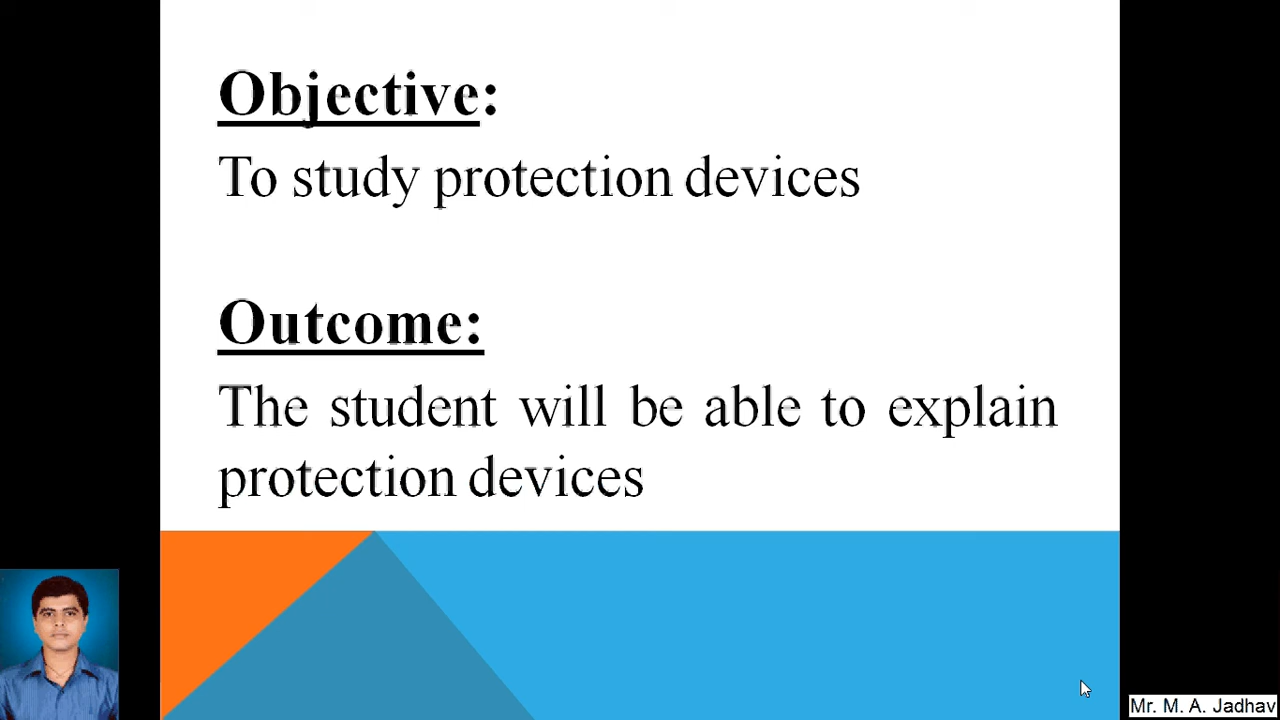 Objective:
To study protection devices
Outcome:
The student will be able to explain
protection devices
Mr. M. A. Jadhav